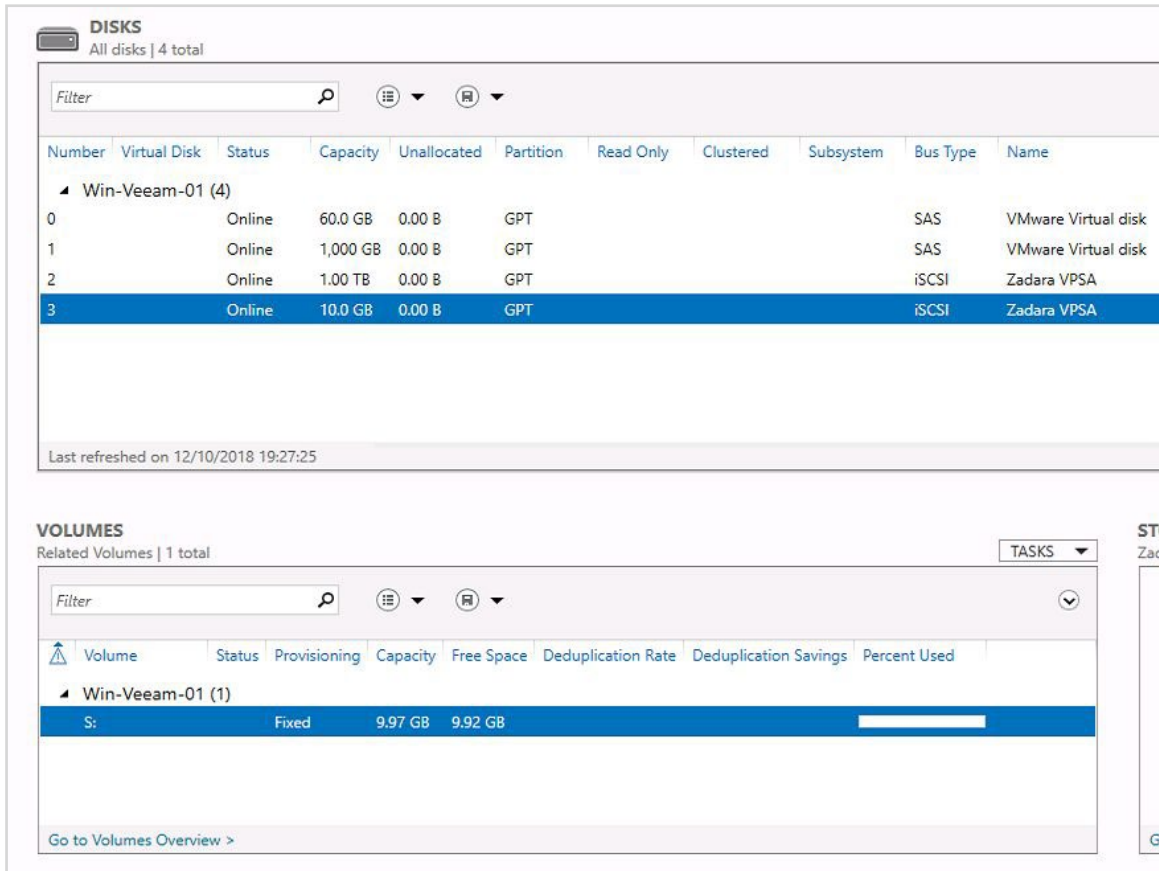 DISKS
All disks | 4 total
Filter
Number Virtual Disk Status Capacity Unallocated Partition Read Only Clustered Subsystem Bus Type Name
Win-Veeam-01 (4)
0 Online 60.0 GB 0.00 B GPT SAS VMware Virtual disk
1 Online 1,000 GB 0.00 B GPT SAS VMware Virtual disk
2 Online 1.00 TB 0.00 B GPT iSCSI Zadara VPSA
3 Online 10.0 GB 0.00 B GPT iSCSI Zadara VPSA
Last refreshed on 12/10/2018 19:27:25
VOLUMES
Related Volumes | 1 total
TASKS
Filter
Volume Status Provisioning Capacity Free Space Deduplication Rate Deduplication Savings Percent Used
Win-Veeam-01 (1)
S: Fixed 9.97 GB 9.92 GB
Go to Volumes Overview >